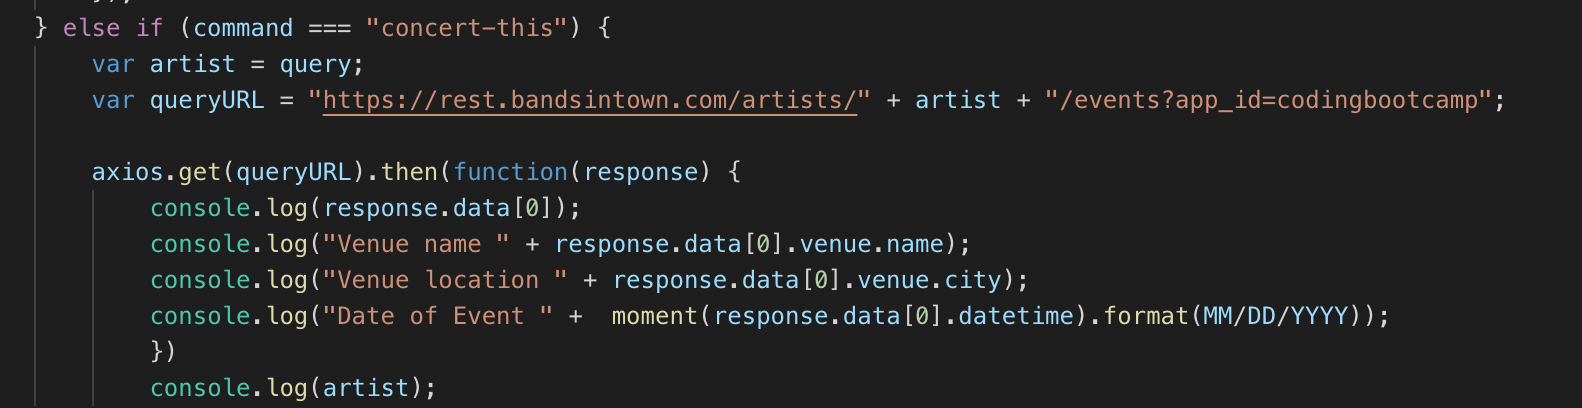 } else if (command === "concert-this") {
var artist = query;
var queryURL = "https://rest.bandsintown.com/artists/" + artist + "/events?app_id=codingbootcamp";
axios.get(queryURL).then(function(response) {
console.log(response.data[0]);
console.log("Venue name " + response.data[0].venue.name);
console.log("Venue location " + response.data[0].venue.city);
console.log("Date of Event " +  moment(response.data[0].datetime).format(MM/DD/YYYY));
})
console.log(artist);